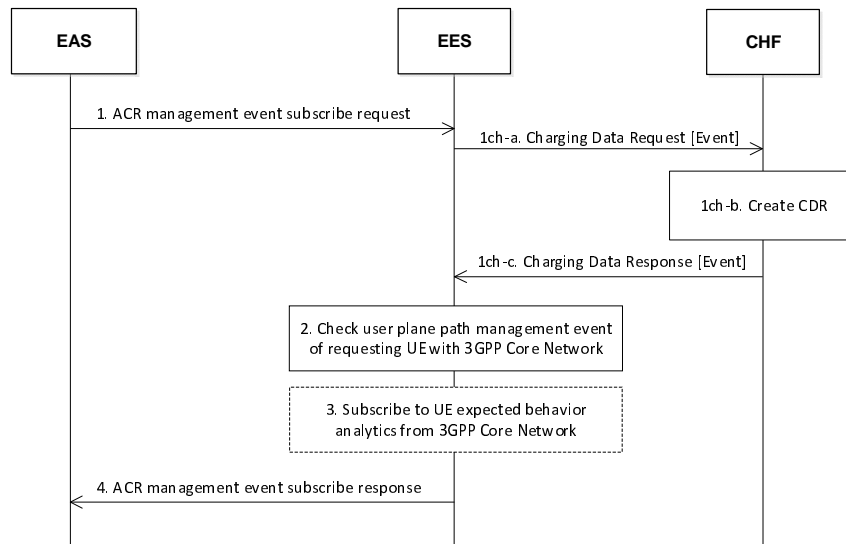 EAS
EES
CHF
1. ACR management event subscribe request
1ch-a. Charging Data Request [Event]
1ch-b. Create CDR
1ch-c. Charging Data Response [Event]
2. Check user plane path management event
of requesting UE with 3GPP Core Network
3. Subscribe to UE expected behavior
analytics from 3GPP Core Network
4. ACR management event subscribe response